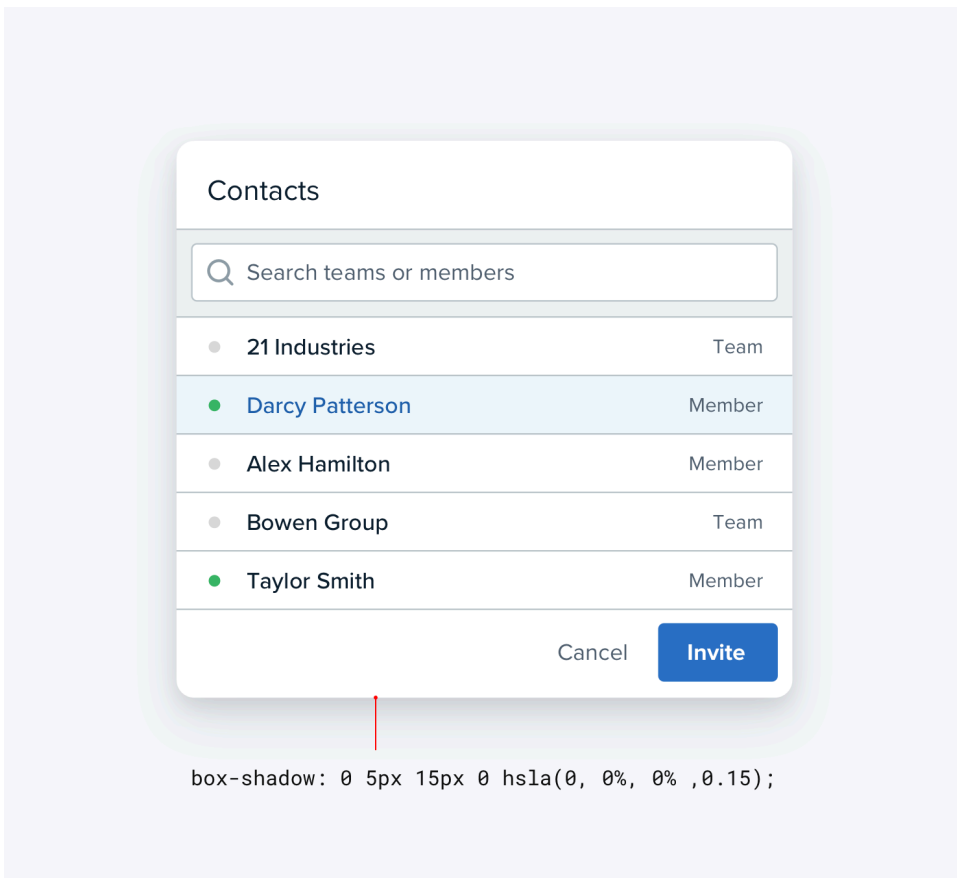 Contacts
Search teams or members
21 Industries Team
Darcy Patterson Member
Alex Hamilton Member
Bowen Group Team
Taylor Smith Member
Cancel Invite
box-shadow: 0 5px 15px 0 hsla(0, 0%, 0% ,0.15);